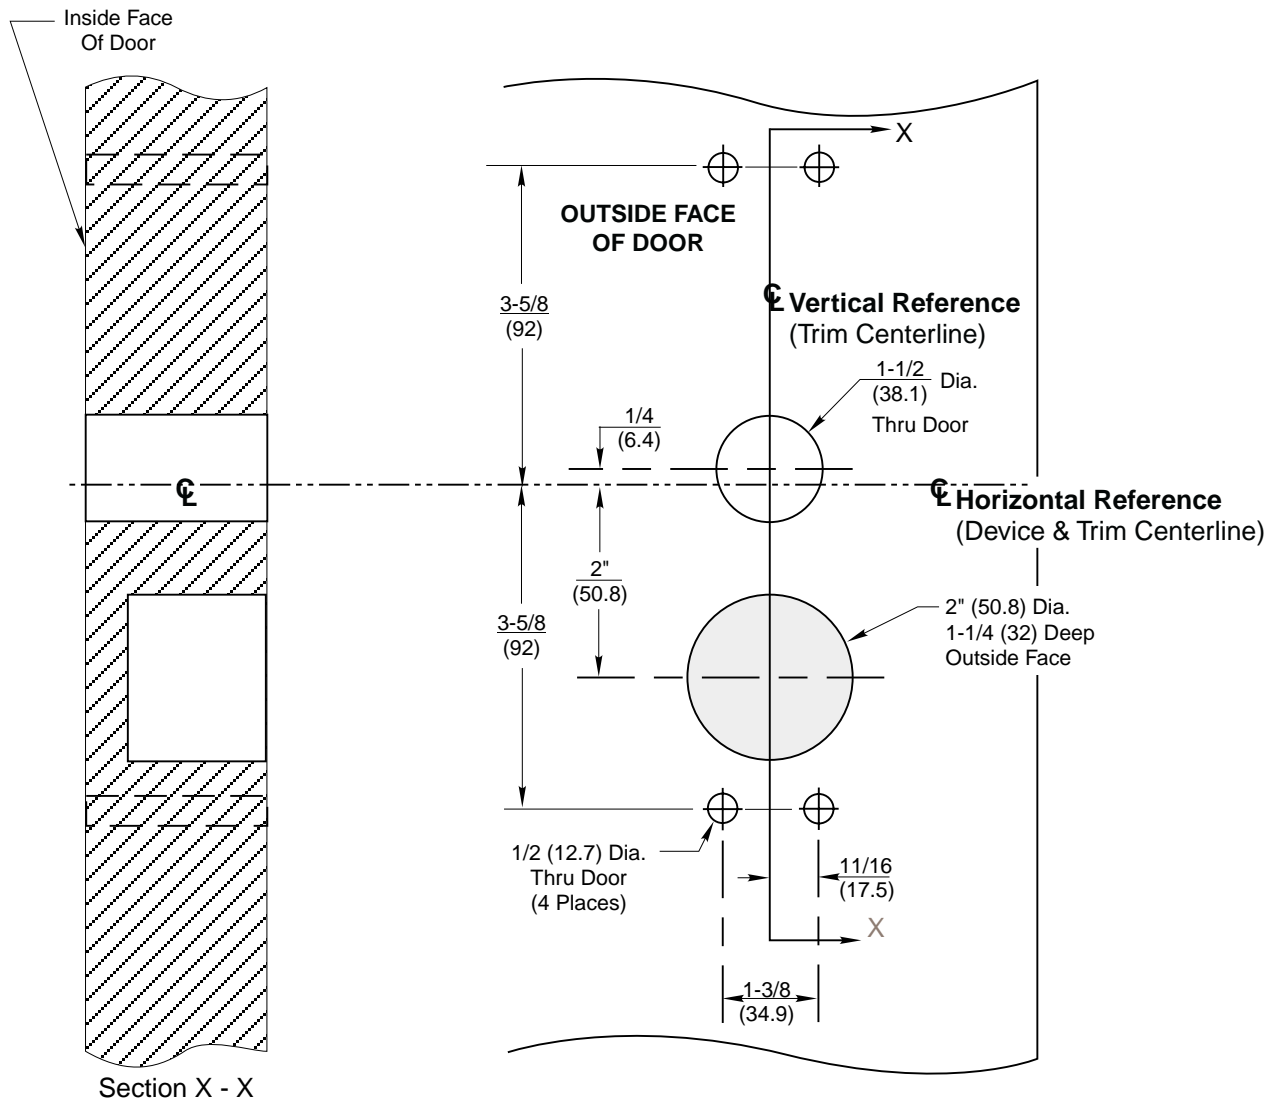 Inside Face
Of Door
X
OUTSIDE FACE
OF DOOR
3-5/8
(92)
℄ Vertical Reference
(Trim Centerline)
1-1/2
(38.1)
Dia.
Thru Door
1/4
(6.4)
℄
℄ Horizontal Reference
(Device & Trim Centerline)
2"
(50.8)
3-5/8
(92)
2" (50.8) Dia.
1-1/4 (32) Deep
Outside Face
1/2 (12.7) Dia.
Thru Door
(4 Places)
11/16
(17.5)
X
1-3/8
(34.9)
Section X - X